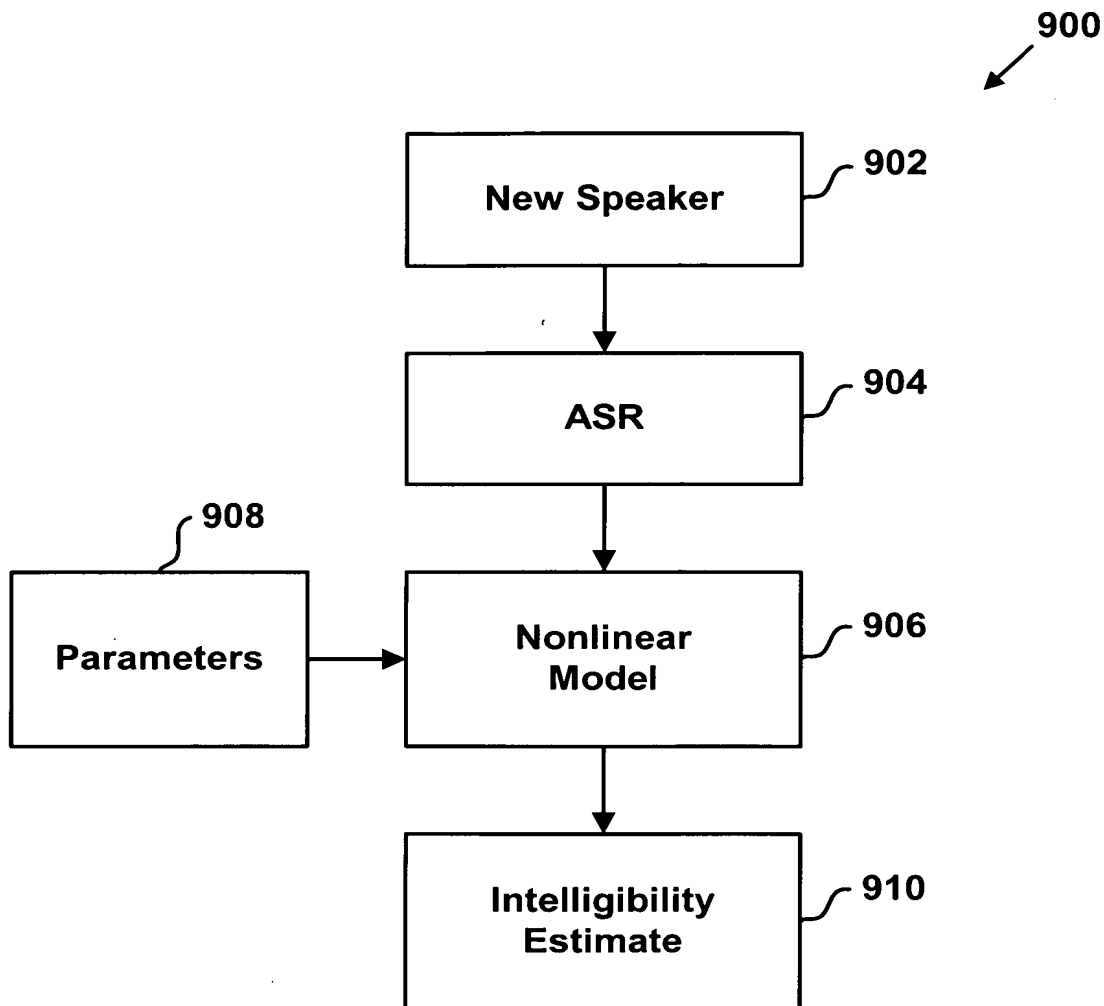 900
New Speaker
902
ASR
904
908
Parameters
Nonlinear
Model
906
Intelligibility
Estimate
910